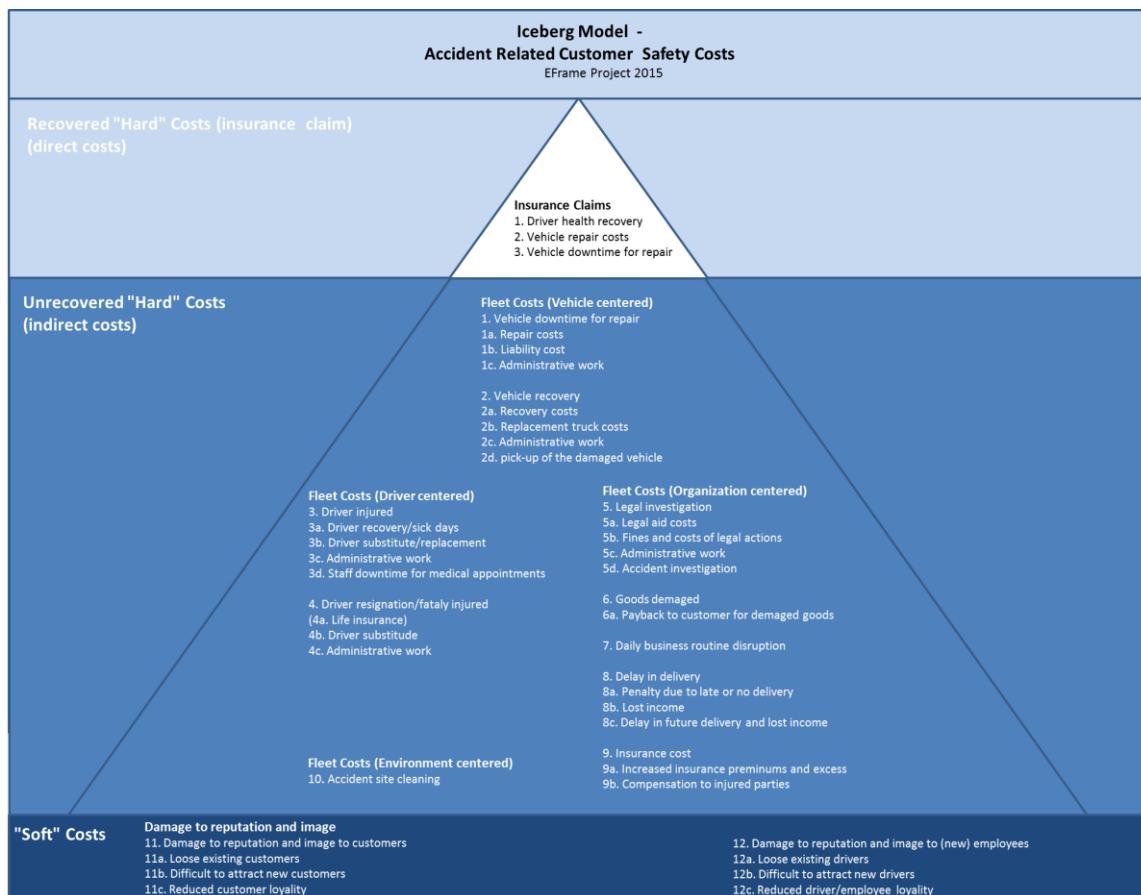 Iceberg Model -
Accident Related Customer Safety Costs
EFrame Project 2015
Recovered "Hard" Costs (insurance claim)
(direct costs)
Insurance Claims
1. Driver health recovery
2. Vehicle repair costs
3. Vehicle downtime for repair
Unrecovered "Hard" Costs
(indirect costs)
Fleet Costs (Vehicle centered)
1. Vehicle downtime for repair
1a. Repair costs
1b. Liability cost
1c. Administrative work
2. Vehicle recovery
2a. Recovery costs
2b. Replacement truck costs
2c. Administrative work
2d. pick-up of the damaged vehicle
Fleet Costs (Driver centered)
3. Driver injured
3a. Driver recovery/sick days
3b. Driver substitute/replacement
3c. Administrative work
3d. Staff downtime for medical appointments
4. Driver resignation/fataly injured
(4a. Life insurance)
4b. Driver substitude
4c. Administrative work
Fleet Costs (Organization centered)
5. Legal investigation
5a. Legal aid costs
5b. Fines and costs of legal actions
5c. Administrative work
5d. Accident investigation
6. Goods damaged
6a. Payback to customer for demaged goods
7. Daily business routine disruption
8. Delay in delivery
8a. Penalty due to late or no delivery
8b. Lost income
8c. Delay in future delivery and lost income
9. Insurance cost
9a. Increased insurance preminums and excess
9b. Compensation to injured parties
Fleet Costs (Environment centered)
10. Accident site cleaning
"Soft" Costs
Damage to reputation and image
11. Damage to reputation and image to customers
11a. Loose existing customers
11b. Difficult to attract new customers
11c. Reduced customer loyality
12. Damage to reputation and image to (new) employees
12a. Loose existing drivers
12b. Difficult to attract new drivers
12c. Reduced driver/employee loyality